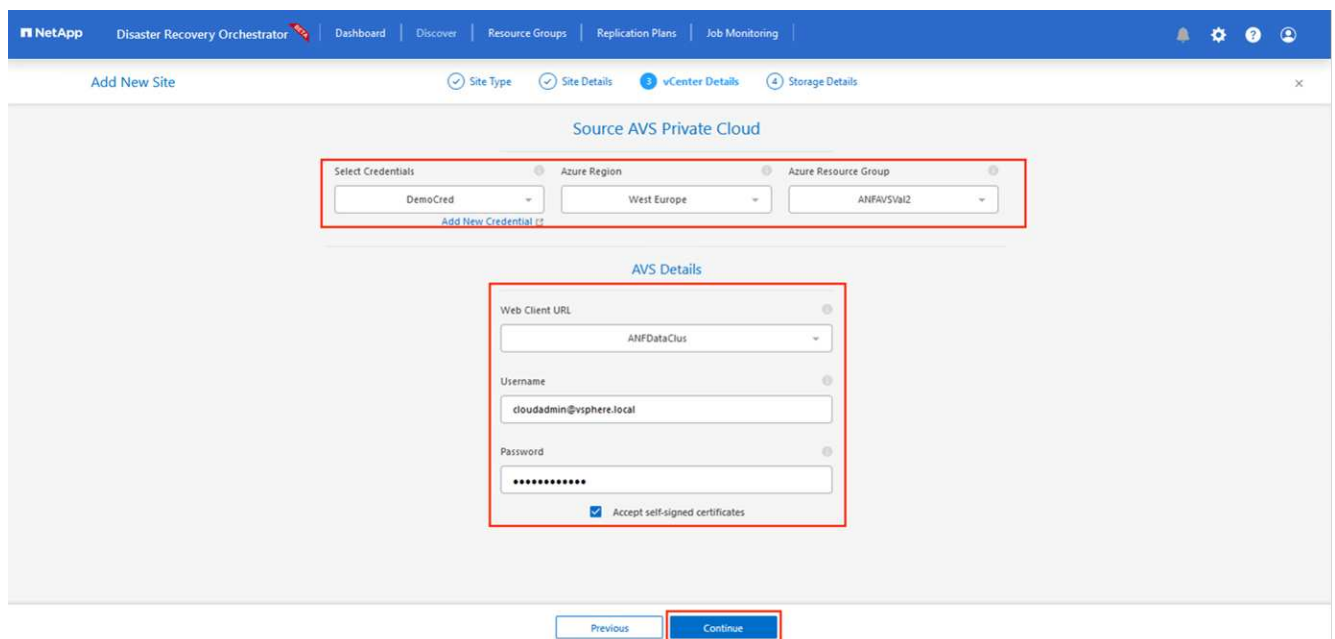 NetApp Disaster Recovery Orchestrator Dashboard Discover Resource Groups Replication Plans Job Monitoring
Add New Site Site Type Site Details 3 vCenter Details 4 Storage Details
Source AVS Private Cloud
Select Credentials Azure Region Azure Resource Group
DemoCred West Europe ANFAVSVal2
Add New Credential
AVS Details
Web Client URL
ANFDataClus
Username
cloudadmin@vsphere.local
Password
••••••••••••
Accept self-signed certificates
Previous Continue